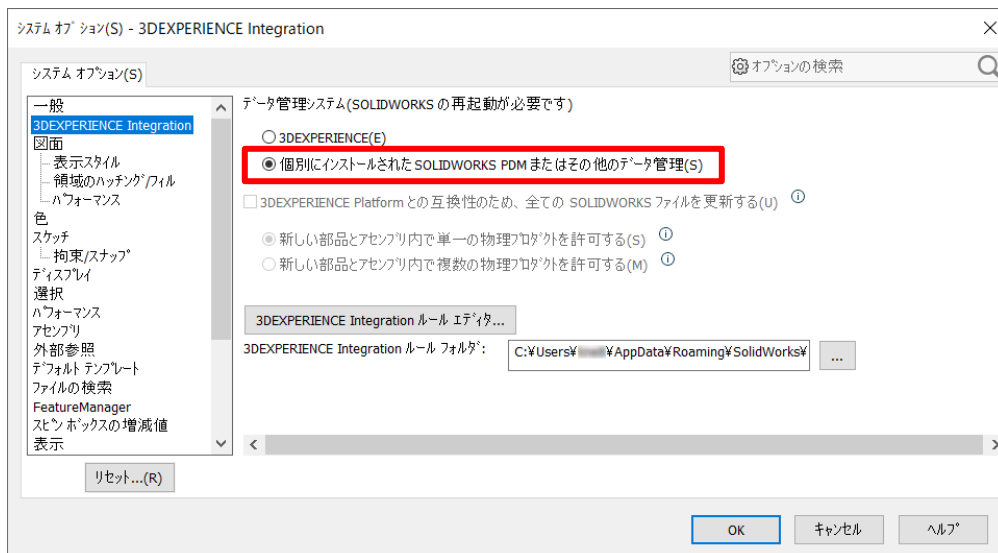 システム オプション(S) - 3DEXPERIENCE Integration
オプションの検索
システム オプション(S)
一般
3DEXPERIENCE Integration
図面
表示スタイル
領域のハッチング/フィル
パフォーマンス
色
スケッチ
拘束/スナップ
ディスプレイ
選択
パフォーマンス
アセンブリ
外部参照
デフォルト テンプレート
ファイルの検索
FeatureManager
スピン ボックスの増減値
表示
リセット...(R)
データ管理システム(SOLIDWORKS の再起動が必要です)
3DEXPERIENCE(E)
個別にインストールされた SOLIDWORKS PDM またはその他のデータ管理(S)
3DEXPERIENCE Platform との互換性のため、全ての SOLIDWORKS ファイルを更新する(U)
新しい部品とアセンブリ内で単一の物理プロダクトを許可する(S)
新しい部品とアセンブリ内で複数の物理プロダクトを許可する(M)
3DEXPERIENCE Integration ルール エディタ...
3DEXPERIENCE Integration ルール フォルダ:
C:¥Users¥ ¥AppData¥Roaming¥SolidWorks¥
...
OK
キャンセル
ヘルプ